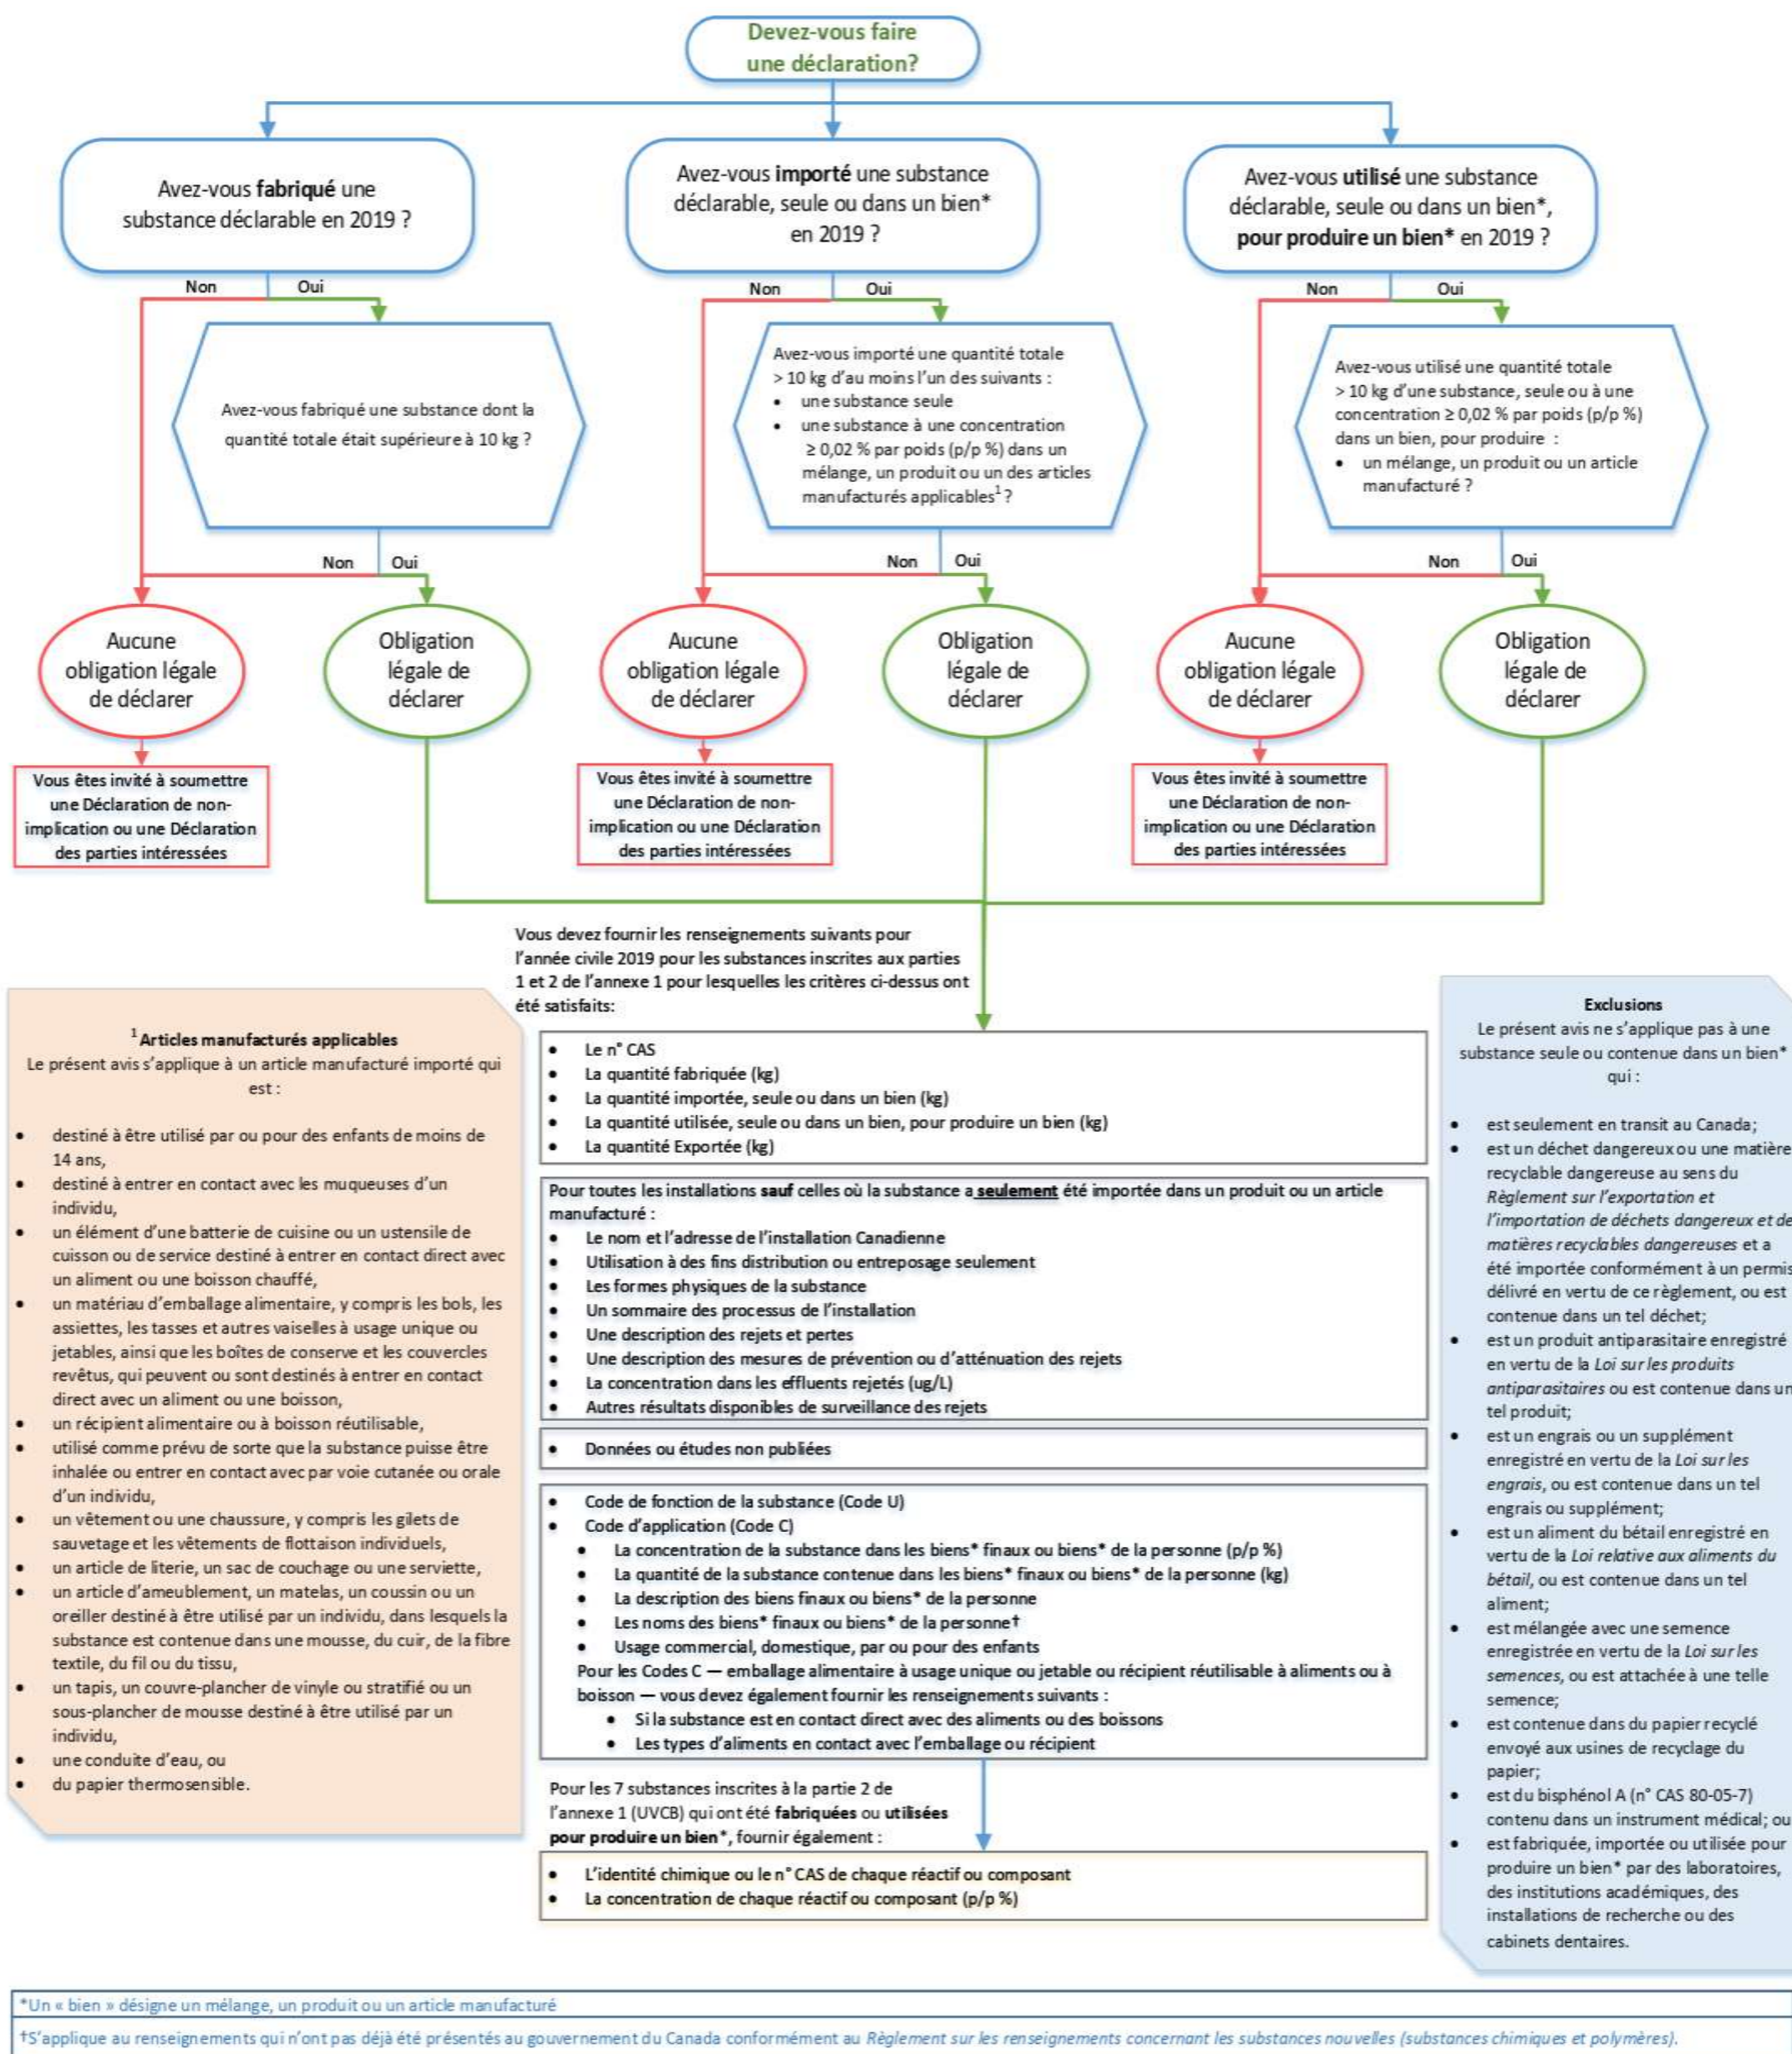 Devez-vous faire
une déclaration?
Avez-vous fabriqué une
substance déclarable en 2019 ?
Avez-vous importé une substance
déclarable, seule ou dans un bien*
en 2019 ?
Avez-vous utilisé une substance
déclarable, seule ou dans un bien*,
pour produire un bien* en 2019 ?
Non
Oui
Non
Oui
Non
Oui
Avez-vous fabriqué une substance dont la
quantité totale était supérieure à 10 kg ?
Avez-vous importé une quantité totale
> 10 kg d'au moins l'un des suivants :
• une substance seule
• une substance à une concentration
≥ 0,02 % par poids (p/p %) dans un
mélange, un produit ou un des articles
manufacturés applicables1 ?
Avez-vous utilisé une quantité totale
> 10 kg d'une substance, seule ou à une
concentration ≥ 0,02 % par poids (p/p %)
dans un bien, pour produire :
• un mélange, un produit ou un article
manufacturé ?
Non
Oui
Non
Oui
Non
Oui
Aucune
obligation légale
de déclarer
Obligation
légale de
déclarer
Aucune
obligation légale
de déclarer
Obligation
légale de
déclarer
Aucune
obligation légale
de déclarer
Obligation
légale de
déclarer
Vous êtes invité à soumettre
une Déclaration de non-
implication ou une Déclaration
des parties intéressées
Vous êtes invité à soumettre
une Déclaration de non-
implication ou une Déclaration
des parties intéressées
Vous êtes invité à soumettre
une Déclaration de non-
implication ou une Déclaration
des parties intéressées
Vous devez fournir les renseignements suivants pour
l'année civile 2019 pour les substances inscrites aux parties
1 et 2 de l'annexe 1 pour lesquelles les critères ci-dessus ont
été satisfaits:
1 Articles manufacturés applicables
Le présent avis s'applique à un article manufacturé importé qui
est :
• destiné à être utilisé par ou pour des enfants de moins de
14 ans,
• destiné à entrer en contact avec les muqueuses d'un
individu,
• un élément d'une batterie de cuisine ou un ustensile de
cuisson ou de service destiné à entrer en contact direct avec
un aliment ou une boisson chauffé,
• un matériau d'emballage alimentaire, y compris les bols, les
assiettes, les tasses et autres vaiselles à usage unique ou
jetables, ainsi que les boîtes de conserve et les couvercles
revêtus, qui peuvent ou sont destinés à entrer en contact
direct avec un aliment ou une boisson,
• un récipient alimentaire ou à boisson réutilisable,
• utilisé comme prévu de sorte que la substance puisse être
inhalée ou entrer en contact avec par voie cutanée ou orale
d'un individu,
• un vêtement ou une chaussure, y compris les gilets de
sauvetage et les vêtements de flottaison individuels,
• un article de literie, un sac de couchage ou une serviette,
• un article d'ameublement, un matelas, un coussin ou un
oreiller destiné à être utilisé par un individu, dans lesquels la
substance est contenue dans une mousse, du cuir, de la fibre
textile, du fil ou du tissu,
• un tapis, un couvre-plancher de vinyle ou stratifié ou un
sous-plancher de mousse destiné à être utilisé par un
individu,
• une conduite d'eau, ou
• du papier thermosensible.
• Le n° CAS
• La quantité fabriquée (kg)
• La quantité importée, seule ou dans un bien (kg)
• La quantité utilisée, seule ou dans un bien, pour produire un bien (kg)
• La quantité Exportée (kg)
Pour toutes les installations sauf celles où la substance a seulement été importée dans un produit ou un article
manufacturé :
• Le nom et l'adresse de l'installation Canadienne
• Utilisation à des fins distribution ou entreposage seulement
• Les formes physiques de la substance
• Un sommaire des processus de l'installation
• Une description des rejets et pertes
• Une description des mesures de prévention ou d'atténuation des rejets
• La concentration dans les effluents rejetés (ug/L)
• Autres résultats disponibles de surveillance des rejets
• Données ou études non publiées
• Code de fonction de la substance (Code U)
• Code d'application (Code C)
• La concentration de la substance dans les biens* finaux ou biens* de la personne (p/p %)
• La quantité de la substance contenue dans les biens* finaux ou biens* de la personne (kg)
• La description des biens finaux ou biens* de la personne
• Les noms des biens* finaux ou biens* de la personne†
• Usage commercial, domestique, par ou pour des enfants
Pour les Codes C — emballage alimentaire à usage unique ou jetable ou récipient réutilisable à aliments ou à
boisson — vous devez également fournir les renseignements suivants :
• Si la substance est en contact direct avec des aliments ou des boissons
• Les types d'aliments en contact avec l'emballage ou récipient
Pour les 7 substances inscrites à la partie 2 de
l'annexe 1 (UVCB) qui ont été fabriquées ou utilisées
pour produire un bien*, fournir également :
• L'identité chimique ou le n° CAS de chaque réactif ou composant
• La concentration de chaque réactif ou composant (p/p %)
Exclusions
Le présent avis ne s'applique pas à une
substance seule ou contenue dans un bien*
qui :
• est seulement en transit au Canada;
• est un déchet dangereux ou une matière
recyclable dangereuse au sens du
Règlement sur l'exportation et
l'importation de déchets dangereux et de
matières recyclables dangereuses et a
été importée conformément à un permis
délivré en vertu de ce règlement, ou est
contenue dans un tel déchet;
• est un produit antiparasitaire enregistré
en vertu de la Loi sur les produits
antiparasitaires ou est contenue dans un
tel produit;
• est un engrais ou un supplément
enregistré en vertu de la Loi sur les
engrais, ou est contenue dans un tel
engrais ou supplément;
• est un aliment du bétail enregistré en
vertu de la Loi relative aux aliments du
bétail, ou est contenue dans un tel
aliment;
• est mélangée avec une semence
enregistrée en vertu de la Loi sur les
semences, ou est attachée à une telle
semence;
• est contenue dans du papier recyclé
envoyé aux usines de recyclage du
papier;
• est du bisphénol A (n° CAS 80-05-7)
contenu dans un instrument médical; ou
• est fabriquée, importée ou utilisée pour
produire un bien* par des laboratoires,
des institutions académiques, des
installations de recherche ou des
cabinets dentaires.
*Un « bien » désigne un mélange, un produit ou un article manufacturé
†S'applique au renseignements qui n'ont pas déjà été présentés au gouvernement du Canada conformément au Règlement sur les renseignements concernant les substances nouvelles (substances chimiques et polymères).